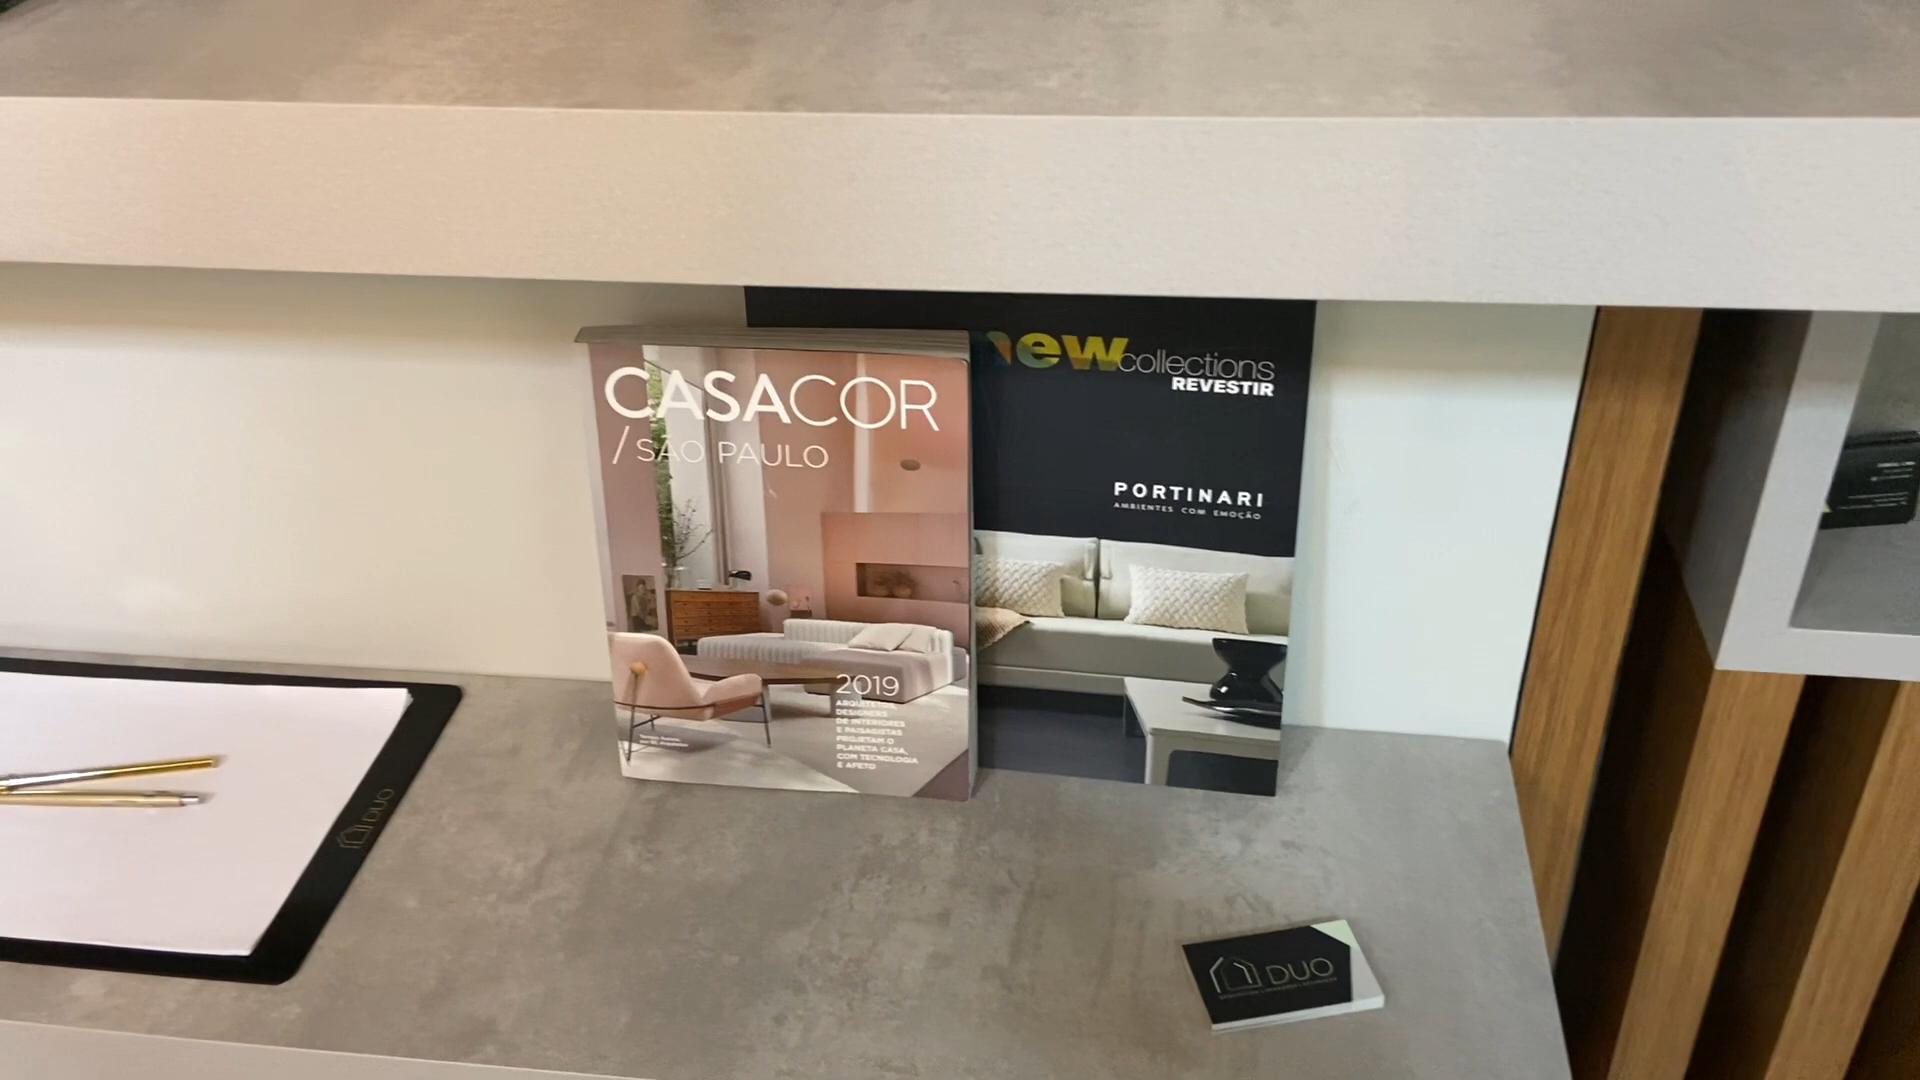 CASACOR
/SÃO PAULO
2019
ARQUITETOS,
DESIGNERS
DE INTERIORES
E PAISAGISTAS
PROJETAM O
PLANETA CASA,
COM TECNOLOGIA
E AFETO
new collections
REVESTIR
PORTINARI
AMBIENTES COM EMOÇÃO
DUO
DUO